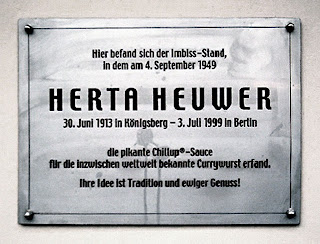 Hier befand sich der Imbiss-Stand,
in dem am 4. September 1949
HERTA HEUWER
30. Juni 1913 in Königsberg – 3. Juli 1999 in Berlin
die pikante Chillup®-Sauce
für die inzwischen weltweit bekannte Currywurst erfand.
Ihre Idee ist Tradition und ewiger Genuss!